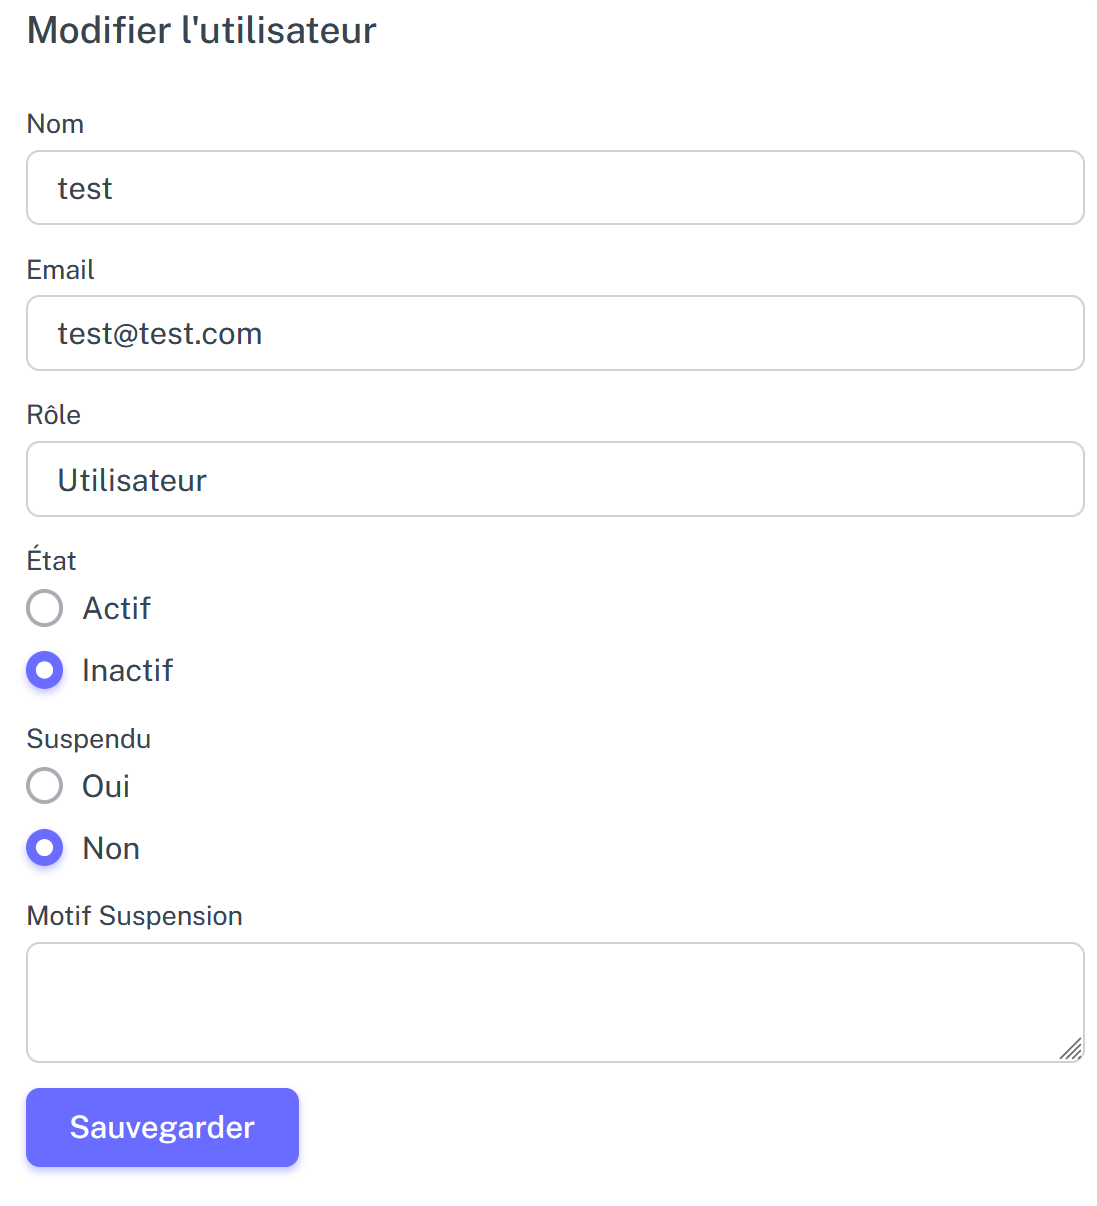 Modifier l'utilisateur
Nom
test
Email
test@test.com
Rôle
Utilisateur
État
Actif
Inactif
Suspendu
Oui
Non
Motif Suspension
Sauvegarder